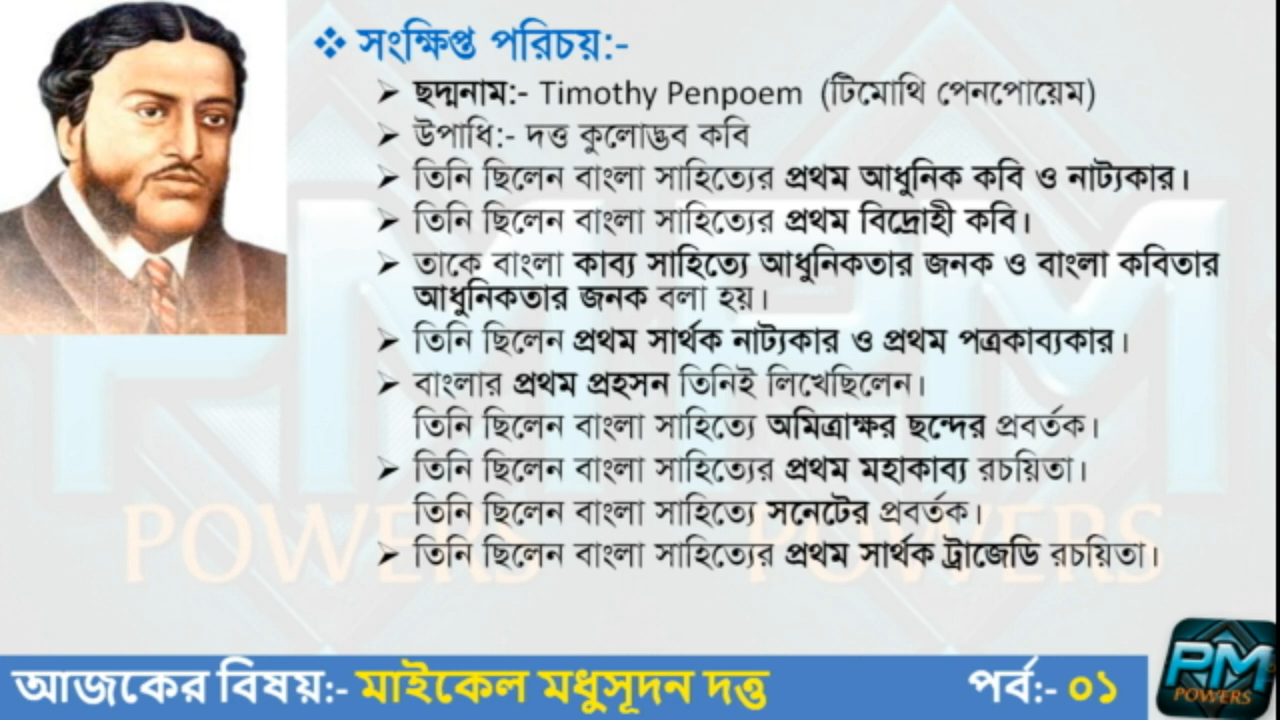 ❖ সংক্ষিপ্ত পরিচয়:-
➢ ছদ্মনাম:- Timothy Penpoem (টিমোথি পেনপোয়েম)
➢ উপাধি:- দত্ত কুলোদ্ভব কবি
➢ তিনি ছিলেন বাংলা সাহিত্যের প্রথম আধুনিক কবি ও নাট্যকার।
➢ তিনি ছিলেন বাংলা সাহিত্যের প্রথম বিদ্রোহী কবি।
➢ তাকে বাংলা কাব্য সাহিত্যে আধুনিকতার জনক ও বাংলা কবিতার
আধুনিকতার জনক বলা হয়।
➢ তিনি ছিলেন প্রথম সার্থক নাট্যকার ও প্রথম পত্রকাব্যকার।
➢ বাংলার প্রথম প্রহসন তিনিই লিখেছিলেন।
তিনি ছিলেন বাংলা সাহিত্যে অমিত্রাক্ষর ছন্দের প্রবর্তক।
➢ তিনি ছিলেন বাংলা সাহিত্যের প্রথম মহাকাব্য রচয়িতা।
তিনি ছিলেন বাংলা সাহিত্যে সনেটের প্রবর্তক।
➢ তিনি ছিলেন বাংলা সাহিত্যের প্রথম সার্থক ট্রাজেডি রচয়িতা।
PM PM
POWERS POWERS
আজকের বিষয়:- মাইকেল মধুসূদন দত্ত পর্ব:- ০১
PM
POWERS